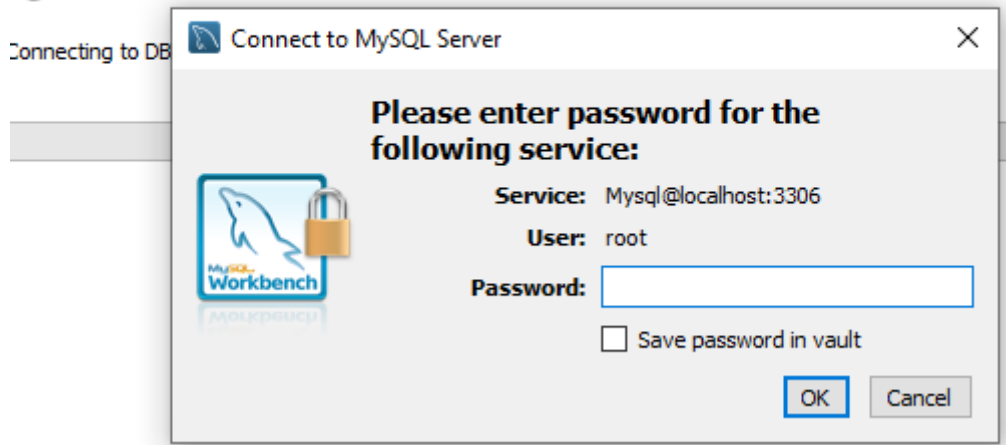 Connecting to DB
Connect to MySQL Server
Please enter password for the
following service:
Service: Mysql@localhost:3306
User: root
Password:
MySQL
Workbench
Save password in vault
OK Cancel